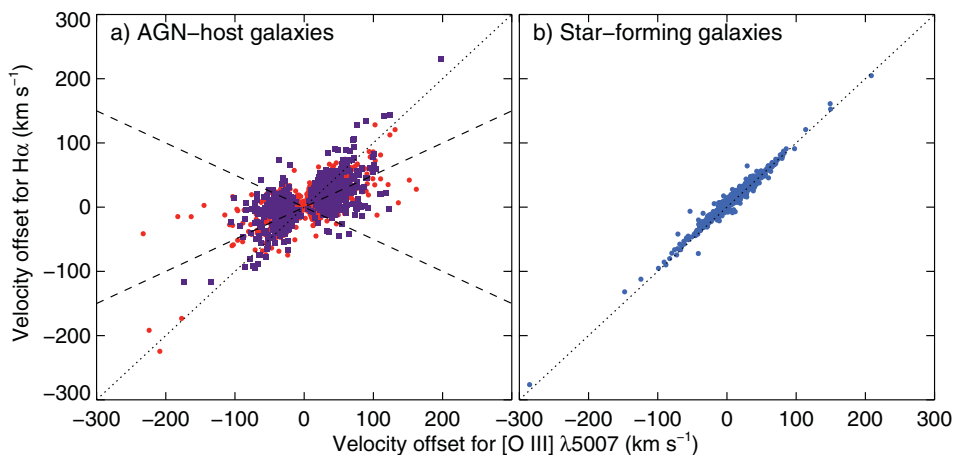 a) AGN−host galaxies
b) Star−forming galaxies
Velocity offset for Hα (km s⁻¹)
300
200
100
0
−100
−200
−300
−300 −200 −100 0 100 200 300
−300 −200 −100 0 100 200 300
Velocity offset for [O III] λ5007 (km s⁻¹)